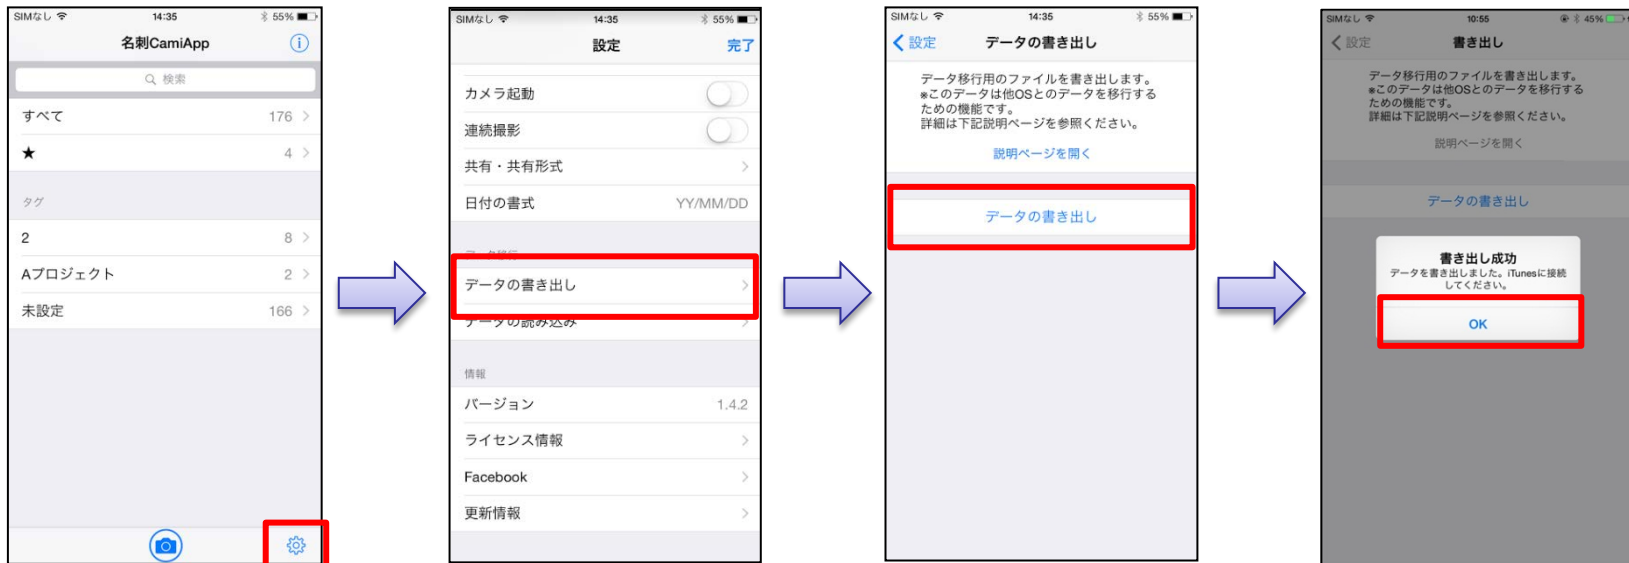 SIMなし 14:35 55%
名刺CamiApp
検索
すべて 176
★ 4
タグ
2 8
Aプロジェクト 2
未設定 166
SIMなし 14:35 55%
設定 完了
カメラ起動
連続撮影
共有・共有形式
日付の書式 YY/MM/DD
データ移行
データの書き出し
データの読み込み
情報
バージョン 1.4.2
ライセンス情報
Facebook
更新情報
SIMなし 14:35 55%
設定 データの書き出し
データ移行用のファイルを書き出します。
※このデータは他OSとのデータを移行する
ための機能です。
詳細は下記説明ページを参照ください。
説明ページを開く
データの書き出し
SIMなし 10:55 45%
設定 書き出し
データ移行用のファイルを書き出します。
※このデータは他OSとのデータを移行する
ための機能です。
詳細は下記説明ページを参照ください。
説明ページを開く
データの書き出し
書き出し成功
データを書き出しました。iTunesに接続
してください。
OK